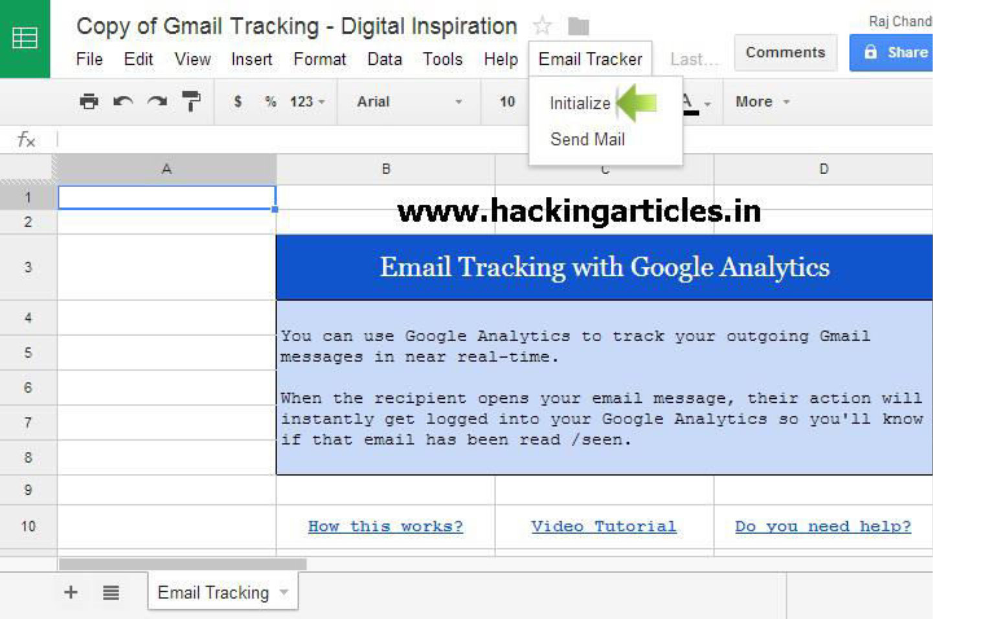 Copy of Gmail Tracking - Digital Inspiration
Raj Chand
File Edit View Insert Format Data Tools Help Email Tracker Last...
Comments
Share
$ % 123 Arial 10 A More
Initialize
Send Mail
fx
A B C D
1
www.hackingarticles.in
2
3 Email Tracking with Google Analytics
4
You can use Google Analytics to track your outgoing Gmail
5 messages in near real-time.
6
When the recipient opens your email message, their action will
7 instantly get logged into your Google Analytics so you'll know
if that email has been read /seen.
8
9
10 How this works? Video Tutorial Do you need help?
Email Tracking